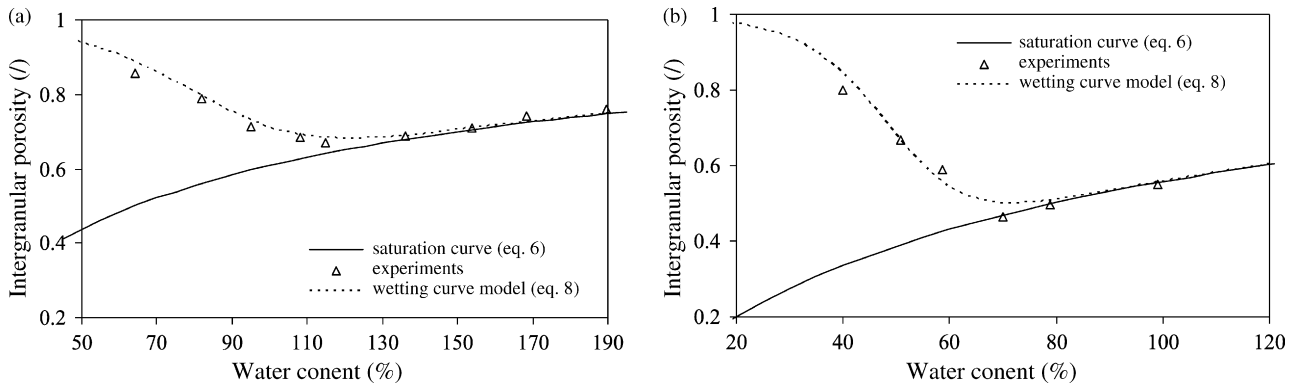 (a)
1
0.8
0.6
0.4
0.2
Intergranular porosity (/)
50 70 90 110 130 150 170 190
Water conent (%)
saturation curve (eq. 6)
experiments
wetting curve model (eq. 8)
(b)
1
0.8
0.6
0.4
0.2
Intergranular porosity (/)
20 40 60 80 100 120
Water conent (%)
saturation curve (eq. 6)
experiments
wetting curve model (eq. 8)